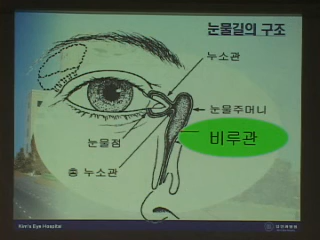 눈물길의 구조
누소관
눈물주머니
비루관
눈물점
총 누소관
Kim's Eye Hospital